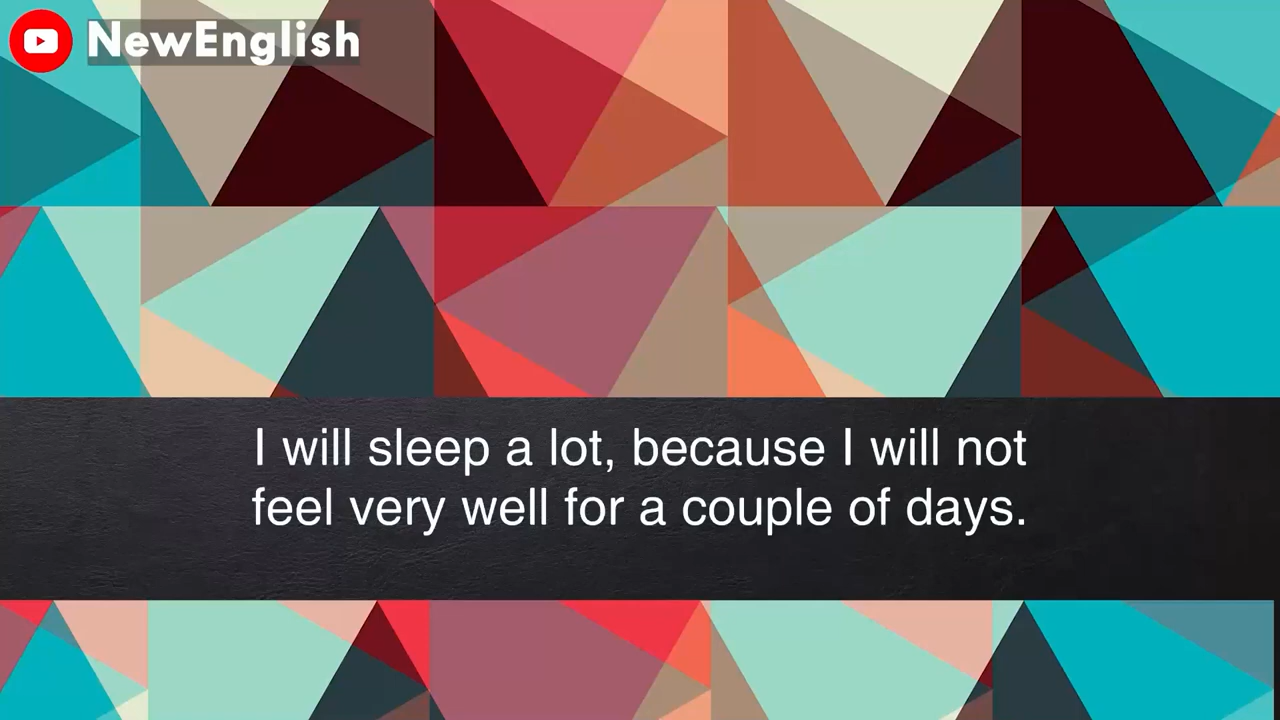 NewEnglish
I will sleep a lot, because I will not
feel very well for a couple of days.